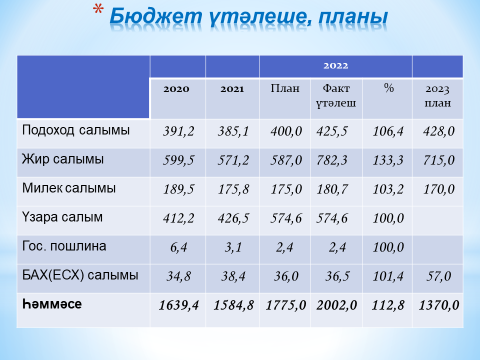 * Бюджет үтәлеше, планы
2022
2020 2021 План Факт үтәлеш % 2023 план
Подоход салымы 391,2 385,1 400,0 425,5 106,4 428,0
Жир салымы 599,5 571,2 587,0 782,3 133,3 715,0
Милек салымы 189,5 175,8 175,0 180,7 103,2 170,0
Үзара салым 412,2 426,5 574,6 574,6 100,0
Гос. пошлина 6,4 3,1 2,4 2,4 100,0
БАХ(ЕСХ) салымы 34,8 38,4 36,0 36,5 101,4 57,0
Һәммәсе 1639,4 1584,8 1775,0 2002,0 112,8 1370,0